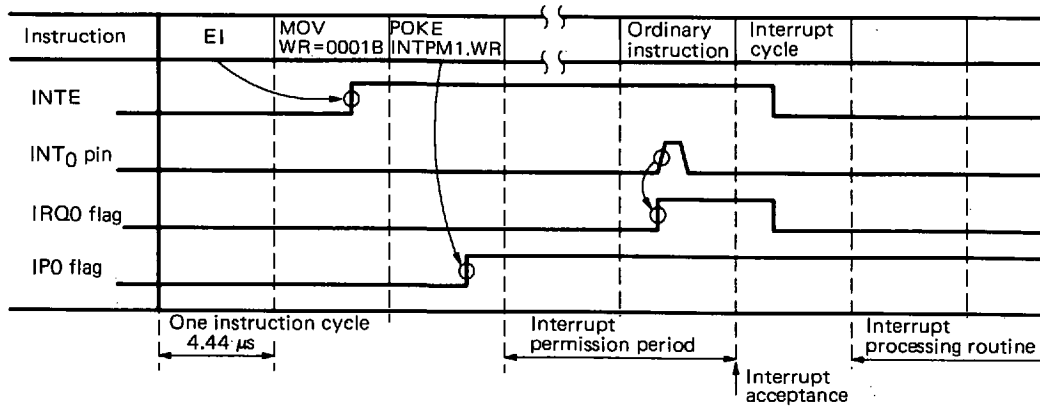 Instruction
EI
MOV
WR=0001B
POKE
INTPM1.WR
Ordinary
instruction
Interrupt
cycle
INTE
INT0 pin
IRQ0 flag
IP0 flag
One instruction cycle
4.44 μs
Interrupt
permission period
Interrupt
processing routine
Interrupt
acceptance